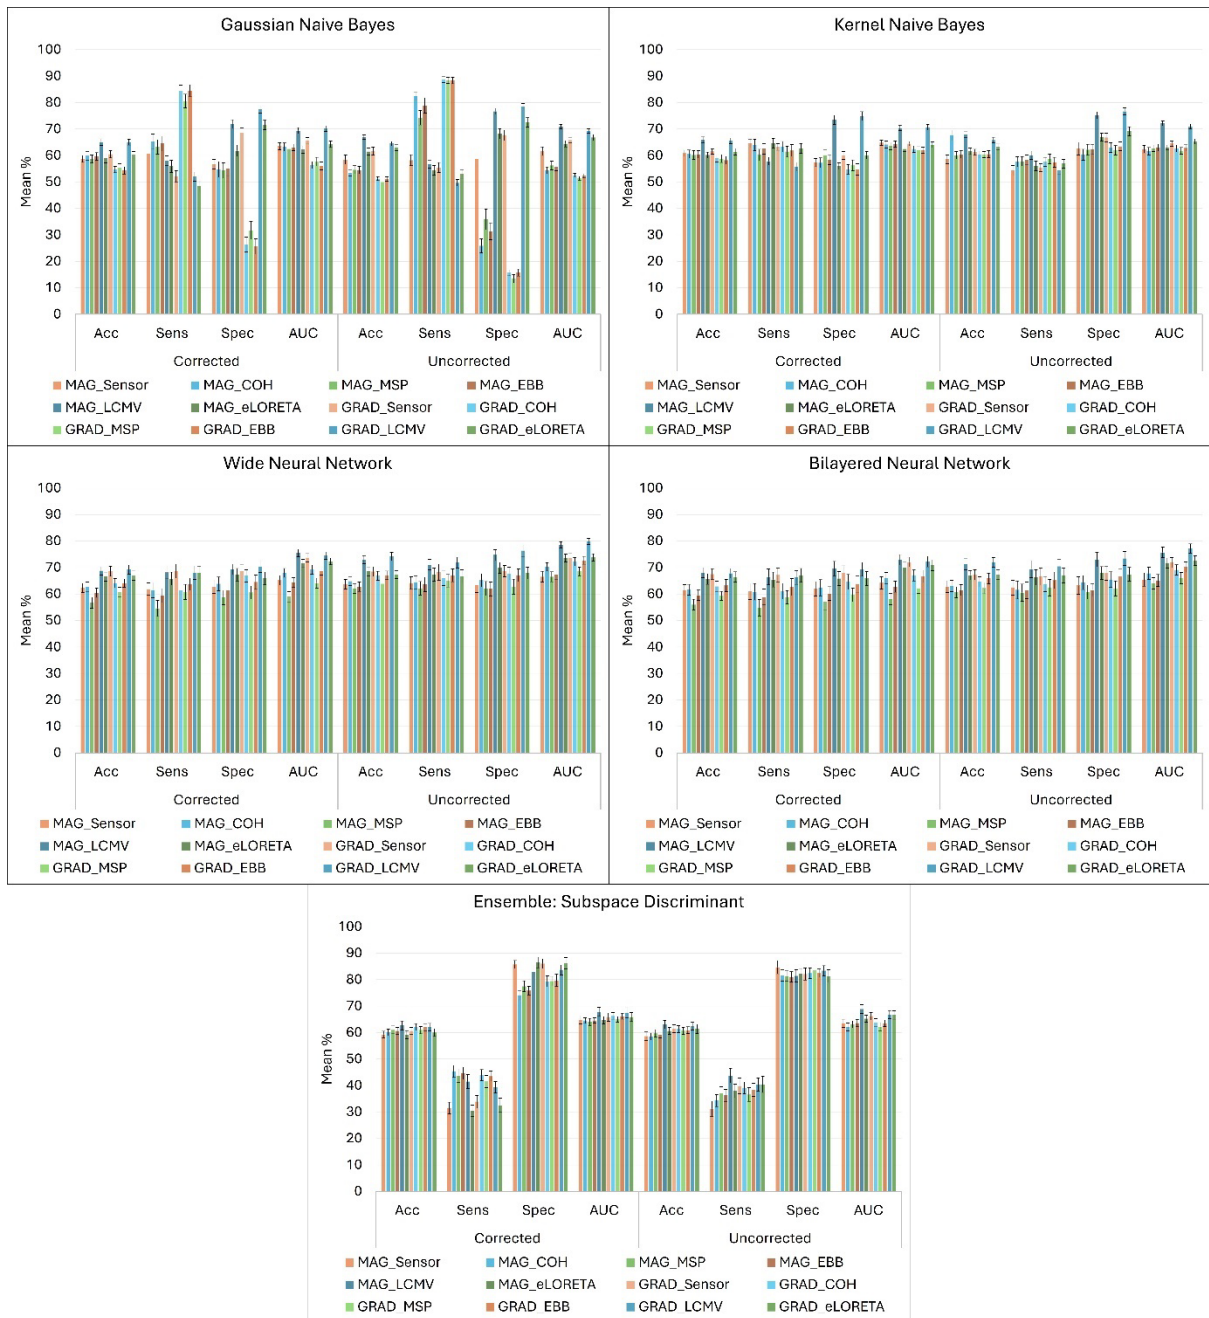 Gaussian Naive Bayes
Mean %
100
90
80
70
60
50
40
30
20
10
0
Acc Sens Spec AUC Acc Sens Spec AUC
Corrected Uncorrected
MAG_Sensor MAG_COH MAG_MSP MAG_EBB
MAG_LCMV MAG_eLORETA GRAD_Sensor GRAD_COH
GRAD_MSP GRAD_EBB GRAD_LCMV GRAD_eLORETA
Kernel Naive Bayes
Mean %
100
90
80
70
60
50
40
30
20
10
0
Acc Sens Spec AUC Acc Sens Spec AUC
Corrected Uncorrected
MAG_Sensor MAG_COH MAG_MSP MAG_EBB
MAG_LCMV MAG_eLORETA GRAD_Sensor GRAD_COH
GRAD_MSP GRAD_EBB GRAD_LCMV GRAD_eLORETA
Wide Neural Network
Mean %
100
90
80
70
60
50
40
30
20
10
0
Acc Sens Spec AUC Acc Sens Spec AUC
Corrected Uncorrected
MAG_Sensor MAG_COH MAG_MSP MAG_EBB
MAG_LCMV MAG_eLORETA GRAD_Sensor GRAD_COH
GRAD_MSP GRAD_EBB GRAD_LCMV GRAD_eLORETA
Bilayered Neural Network
Mean %
100
90
80
70
60
50
40
30
20
10
0
Acc Sens Spec AUC Acc Sens Spec AUC
Corrected Uncorrected
MAG_Sensor MAG_COH MAG_MSP MAG_EBB
MAG_LCMV MAG_eLORETA GRAD_Sensor GRAD_COH
GRAD_MSP GRAD_EBB GRAD_LCMV GRAD_eLORETA
Ensemble: Subspace Discriminant
Mean %
100
90
80
70
60
50
40
30
20
10
0
Acc Sens Spec AUC Acc Sens Spec AUC
Corrected Uncorrected
MAG_Sensor MAG_COH MAG_MSP MAG_EBB
MAG_LCMV MAG_eLORETA GRAD_Sensor GRAD_COH
GRAD_MSP GRAD_EBB GRAD_LCMV GRAD_eLORETA